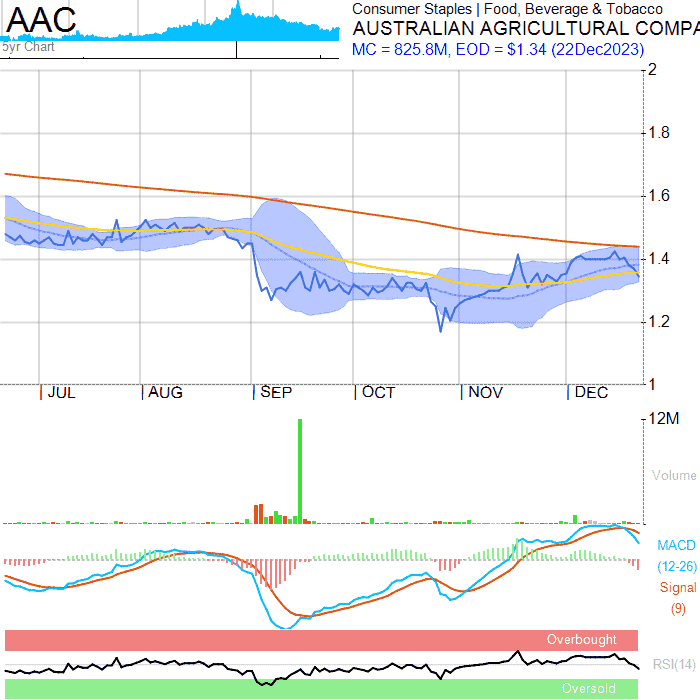 AAC
5yr Chart
Consumer Staples | Food, Beverage & Tobacco
AUSTRALIAN AGRICULTURAL COMPA
MC = 825.8M, EOD = $1.34 (22Dec2023)
2
1.8
1.6
1.4
1.2
1
JUL AUG SEP OCT NOV DEC
12M
Volume
MACD
(12-26)
Signal
(9)
Overbought
RSI(14)
Oversold